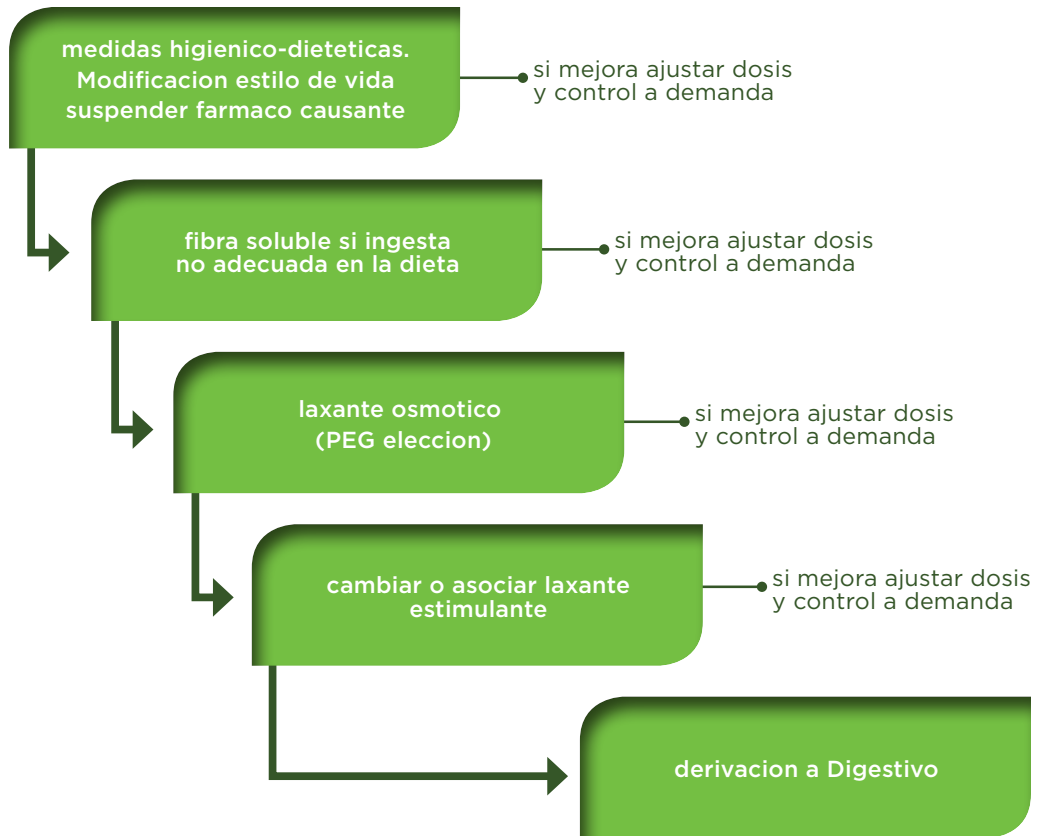 medidas higienico-dieteticas.
Modificacion estilo de vida
suspender farmaco causante
si mejora ajustar dosis
y control a demanda
fibra soluble si ingesta
no adecuada en la dieta
si mejora ajustar dosis
y control a demanda
laxante osmotico
(PEG eleccion)
si mejora ajustar dosis
y control a demanda
cambiar o asociar laxante
estimulante
si mejora ajustar dosis
y control a demanda
derivacion a Digestivo